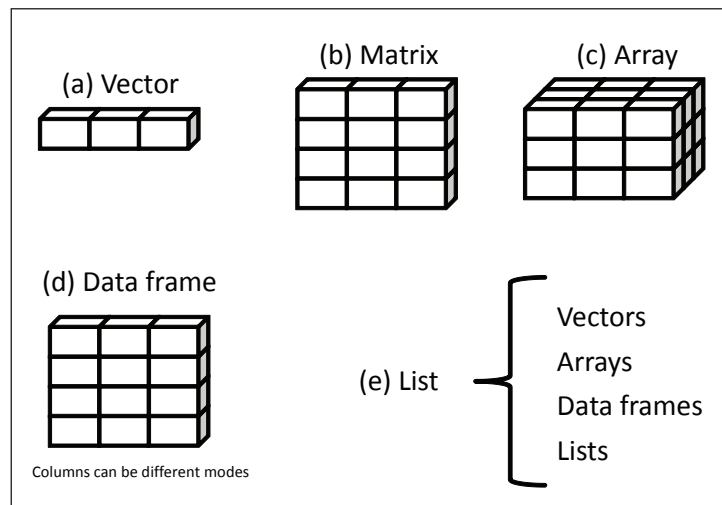 (a) Vector
(b) Matrix
(c) Array
(d) Data frame
Columns can be different modes
(e) List
Vectors
Arrays
Data frames
Lists